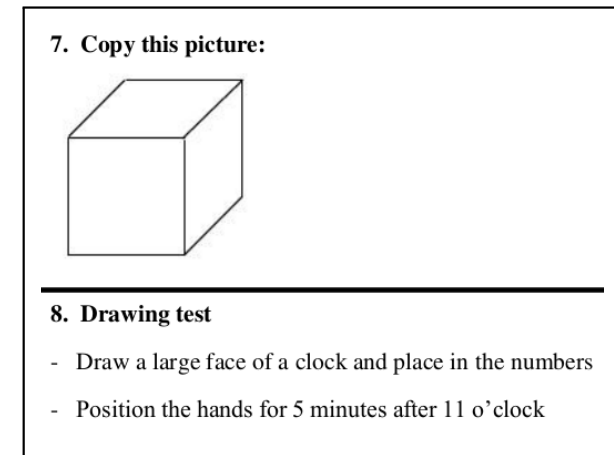 7. Copy this picture:
8. Drawing test
- Draw a large face of a clock and place in the numbers
- Position the hands for 5 minutes after 11 o’clock